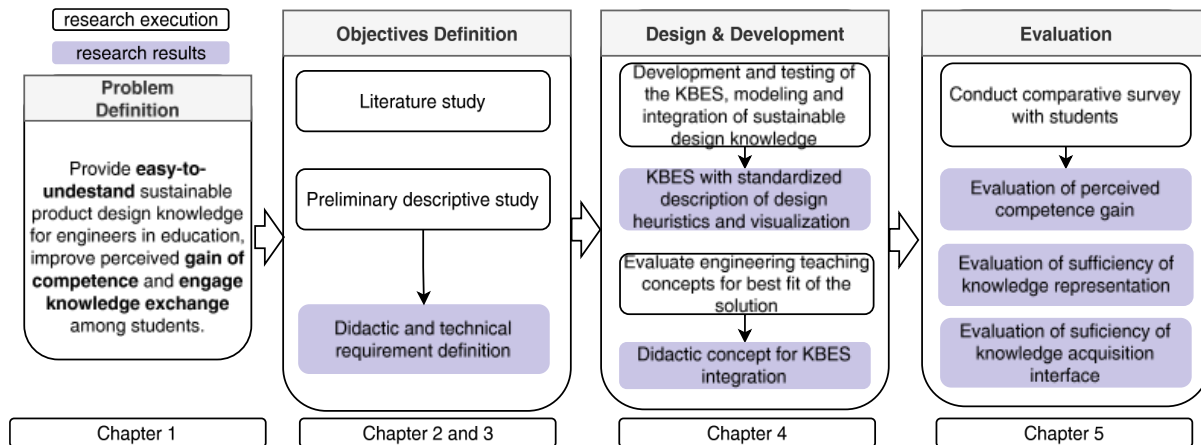 research execution
research results
Problem
Definition
Provide easy-to-
undestand sustainable
product design knowledge
for engineers in education,
improve perceived gain of
competence and engage
knowledge exchange
among students.
Chapter 1
Objectives Definition
Literature study
Preliminary descriptive study
Didactic and technical
requirement definition
Chapter 2 and 3
Design & Development
Development and testing of
the KBES, modeling and
integration of sustainable
design knowledge
KBES with standardized
description of design
heuristics and visualization
Evaluate engineering teaching
concepts for best fit of the
solution
Didactic concept for KBES
integration
Chapter 4
Evaluation
Conduct comparative survey
with students
Evaluation of perceived
competence gain
Evaluation of sufficiency of
knowledge representation
Evaluation of suficiency of
knowledge acquisition
interface
Chapter 5